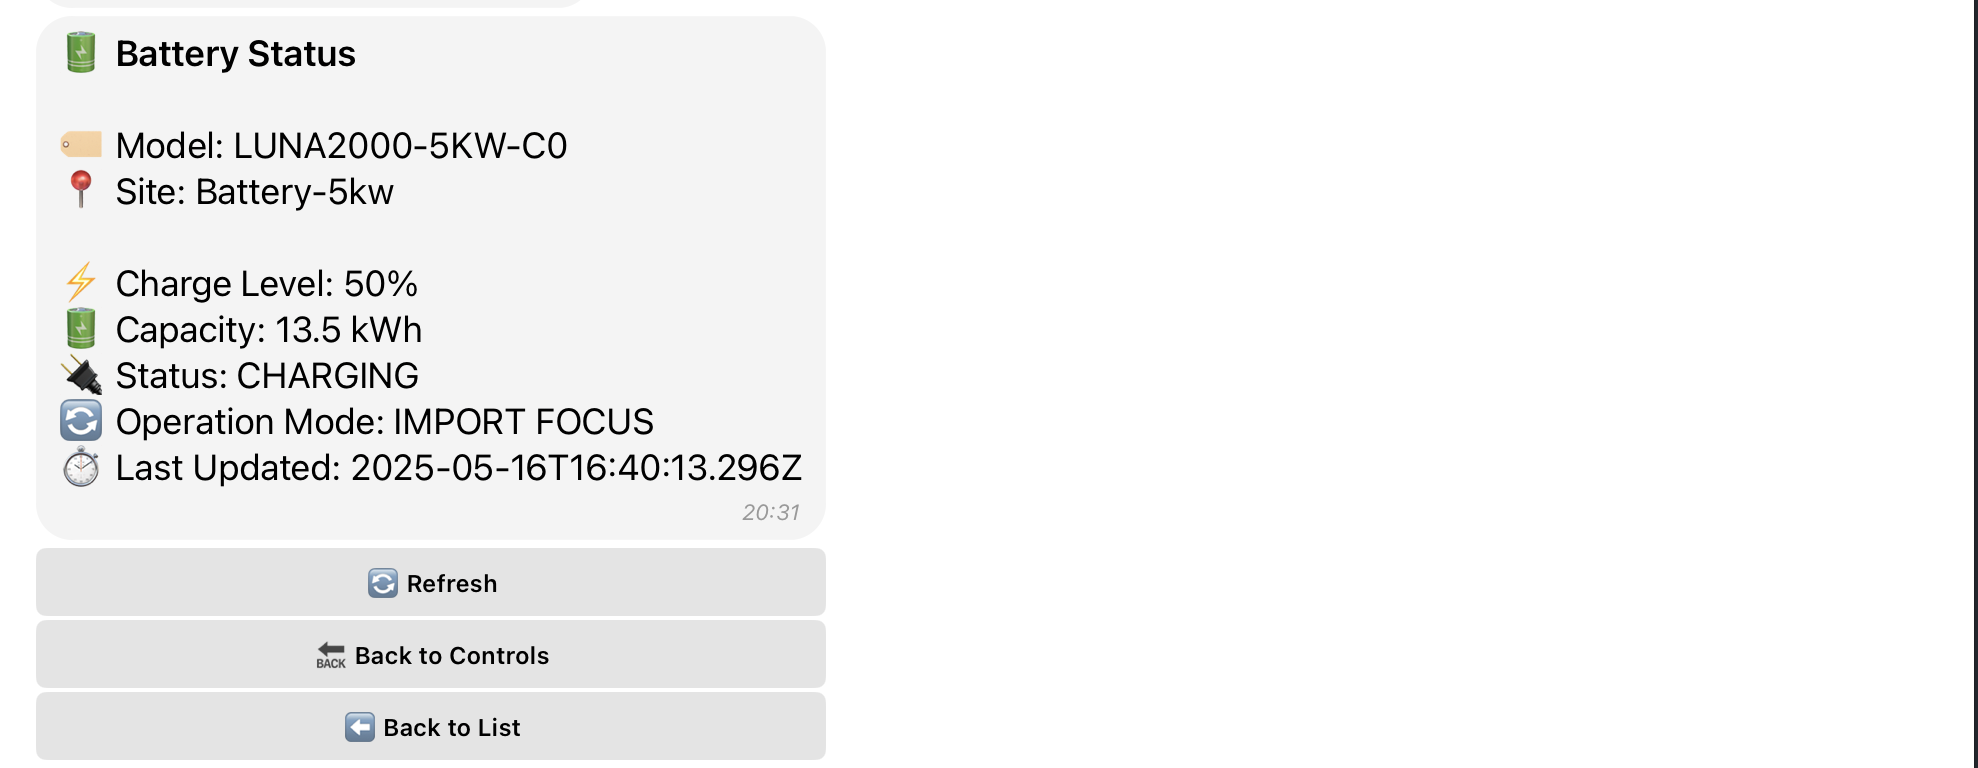 Battery Status
Model: LUNA2000-5KW-C0
Site: Battery-5kw
Charge Level: 50%
Capacity: 13.5 kWh
Status: CHARGING
Operation Mode: IMPORT FOCUS
Last Updated: 2025-05-16T16:40:13.296Z
20:31
Refresh
BACK Back to Controls
Back to List